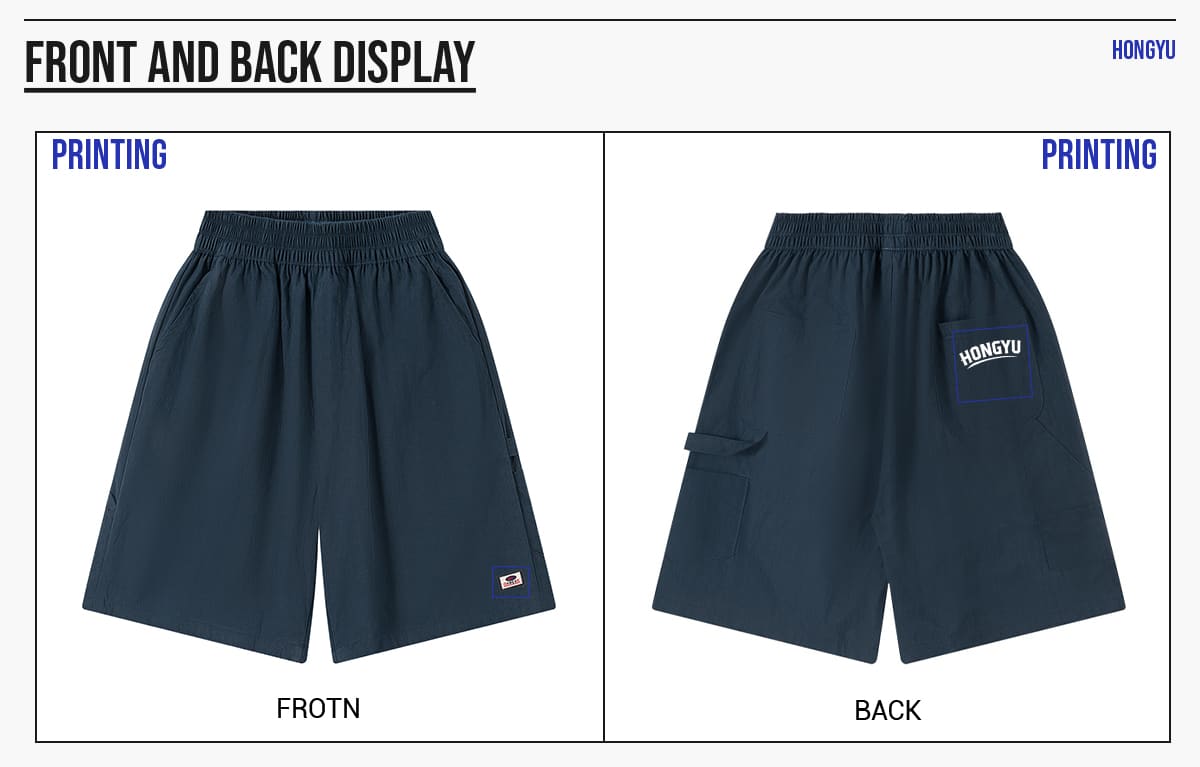 FRONT AND BACK DISPLAY
HONGYU
PRINTING
PRINTING
HONGYU
FROTN
BACK